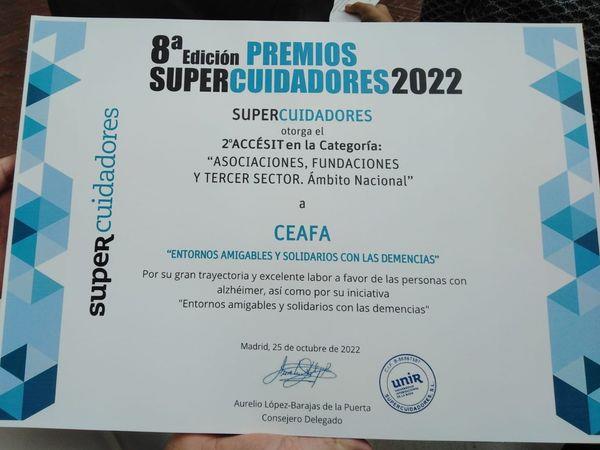 8ª Edición PREMIOS
SUPERCUIDADORES2022
supeR cuidadores
SUPERCUIDADORES
otorga el
2ºACCÉSIT en la Categoría:
“ASOCIACIONES, FUNDACIONES
Y TERCER SECTOR. Ámbito Nacional”
a
CEAFA
“ENTORNOS AMIGABLES Y SOLIDARIOS CON LAS DEMENCIAS”
Por su gran trayectoria y excelente labor a favor de las personas con
alzhéimer, así como por su iniciativa
"Entornos amigables y solidarios con las demencias"
Madrid, 25 de octubre de 2022
Aurelio López-Barajas de la Puerta
Consejero Delegado
uniR
SUPERCUIDADORES, S.L.